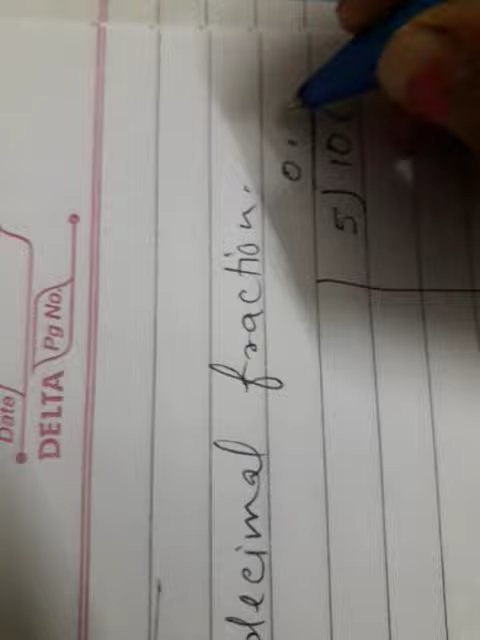 Date
DELTA Pg No.
decimal fraction.
0.
5) 10(